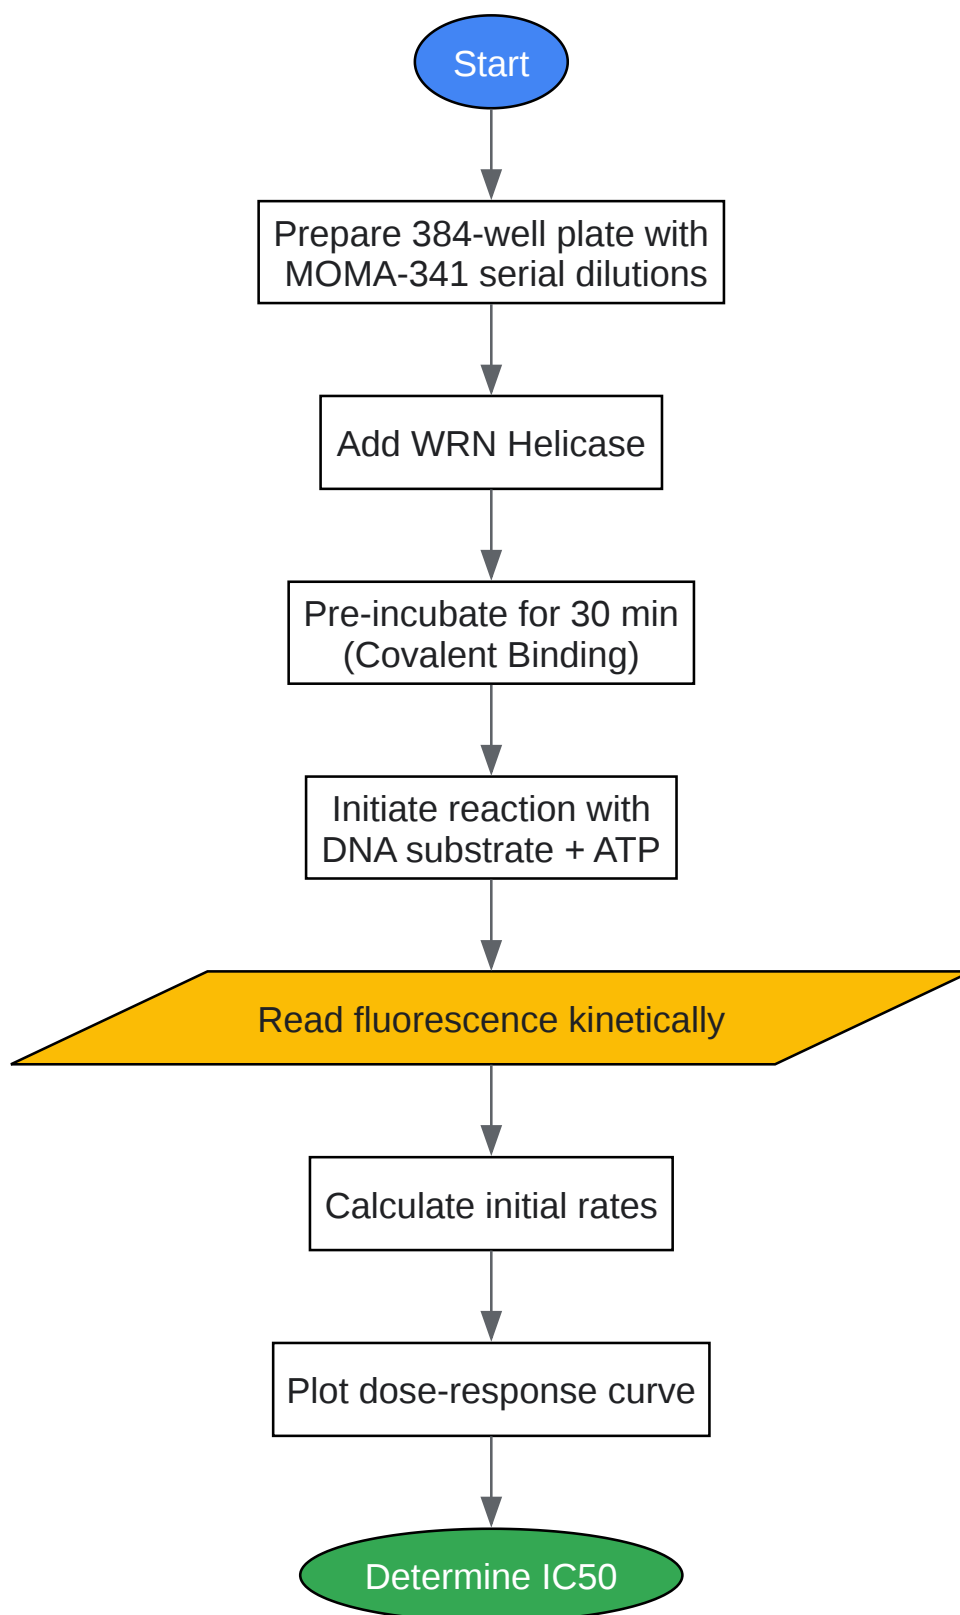 Start
Prepare 384-well plate with
MOMA-341 serial dilutions
Add WRN Helicase
Pre-incubate for 30 min
(Covalent Binding)
Initiate reaction with
DNA substrate + ATP
Read fluorescence kinetically
Calculate initial rates
Plot dose-response curve
Determine IC50